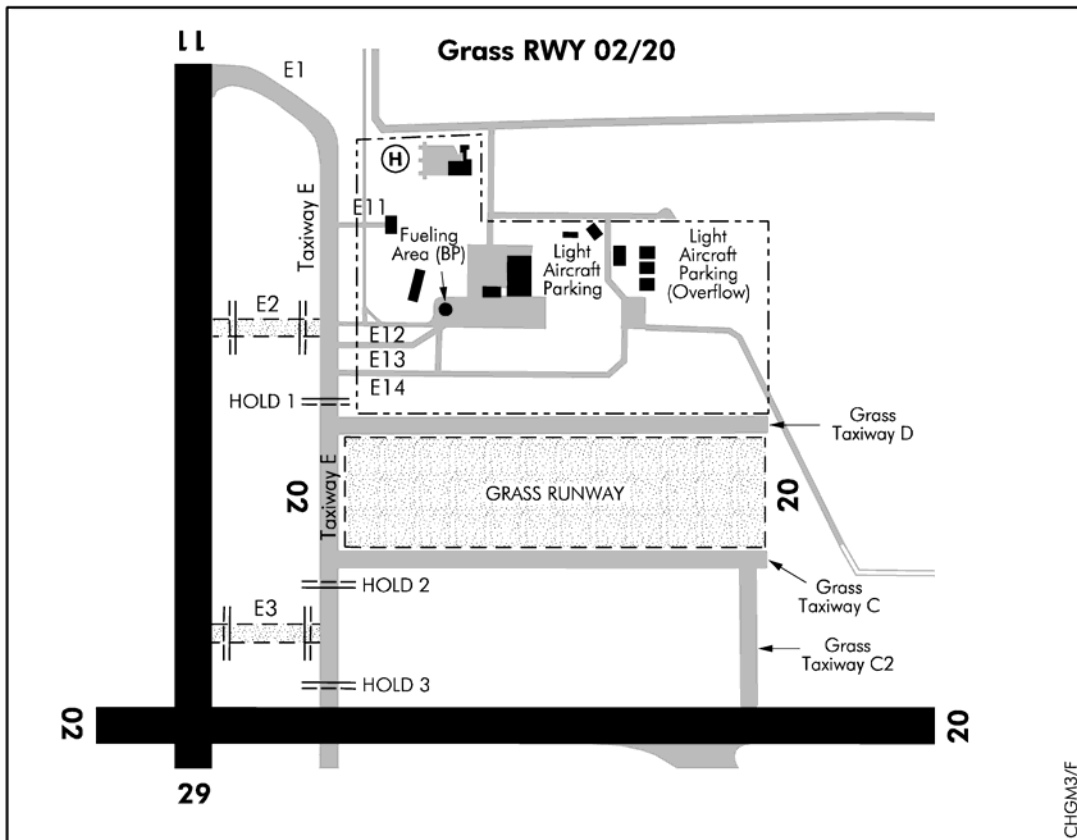 Grass RWY 02/20
11
E1
H
Taxiway E
E11
Fueling
Area (BP)
Light
Aircraft
Parking
Light
Aircraft
Parking
(Overflow)
E2
E12
E13
E14
HOLD 1
Grass
Taxiway D
Taxiway E
02
GRASS RUNWAY
20
HOLD 2
Grass
Taxiway C
E3
Grass
Taxiway C2
HOLD 3
02
20
29
CHGM3/F